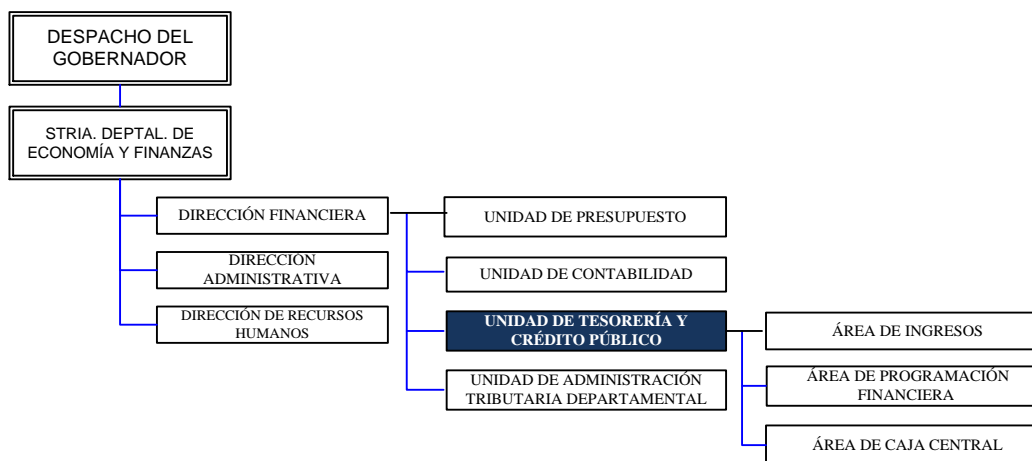 DESPACHO DEL
GOBERNADOR
STRIA. DEPTAL. DE
ECONOMÍA Y FINANZAS
DIRECCIÓN FINANCIERA
UNIDAD DE PRESUPUESTO
DIRECCIÓN
ADMINISTRATIVA
UNIDAD DE CONTABILIDAD
DIRECCIÓN DE RECURSOS
HUMANOS
UNIDAD DE TESORERÍA Y
CRÉDITO PÚBLICO
ÁREA DE INGRESOS
UNIDAD DE ADMINISTRACIÓN
TRIBUTARIA DEPARTAMENTAL
ÁREA DE PROGRAMACIÓN
FINANCIERA
ÁREA DE CAJA CENTRAL